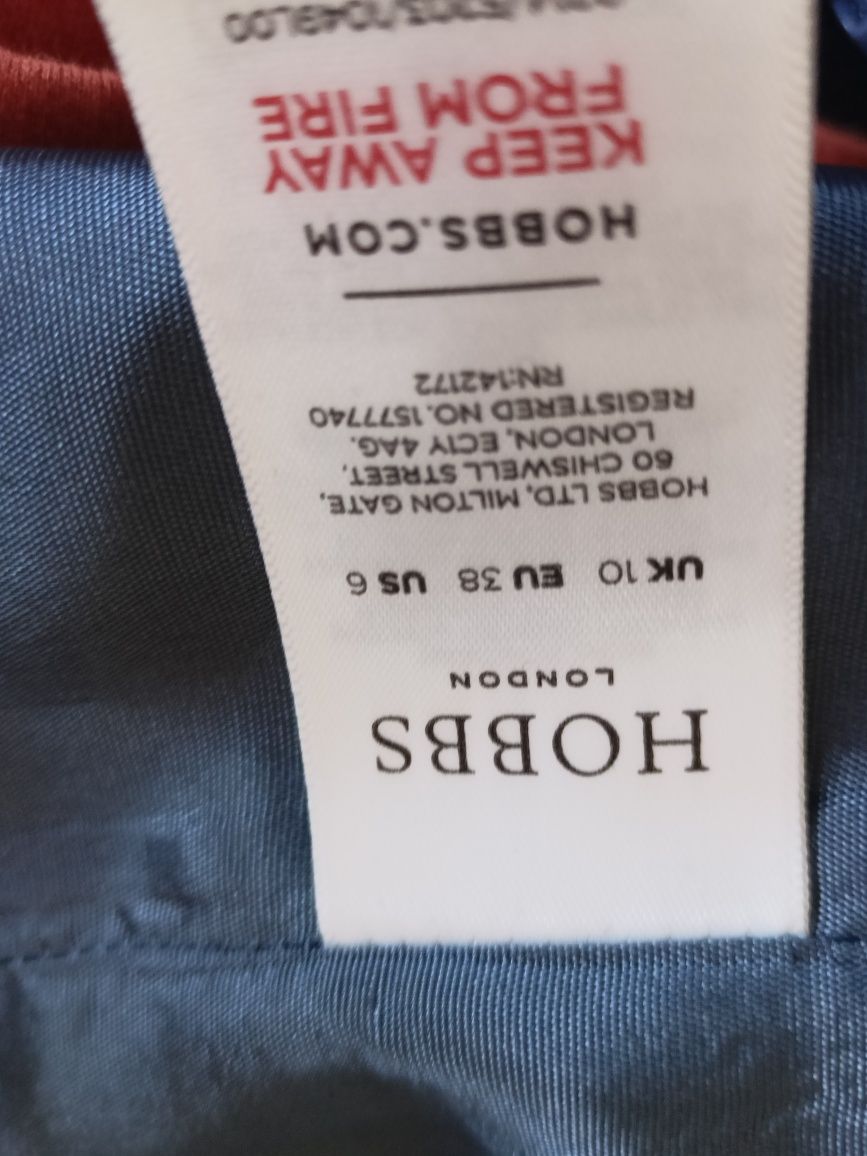 HOBBS
LONDON
UK 10 EU 38 US 6
HOBBS LTD, MILTON GATE,
60 CHISWELL STREET,
LONDON, EC1Y 4AG.
REGISTERED NO.1577740
RN:142172
HOBBS.COM
KEEP AWAY
FROM FIRE